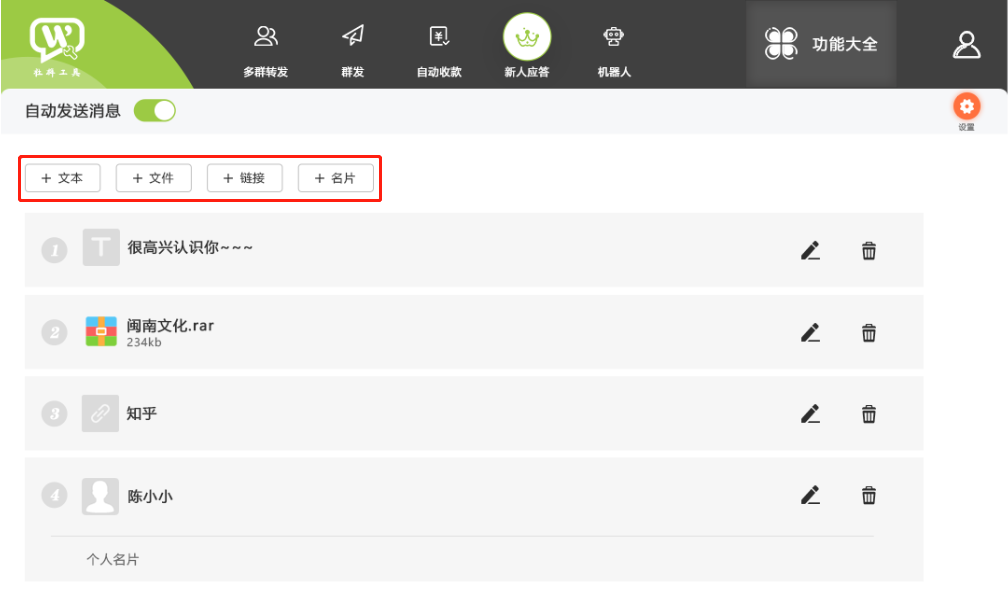 W
壮科工具
多群转发
群发
自动收款
新人应答
机器人
功能大全
自动发送消息
设置
+ 文本
+ 文件
+ 链接
+ 名片
1
T
很高兴认识你~~~
2
闽南文化.rar
234kb
3
知乎
4
陈小小
个人名片